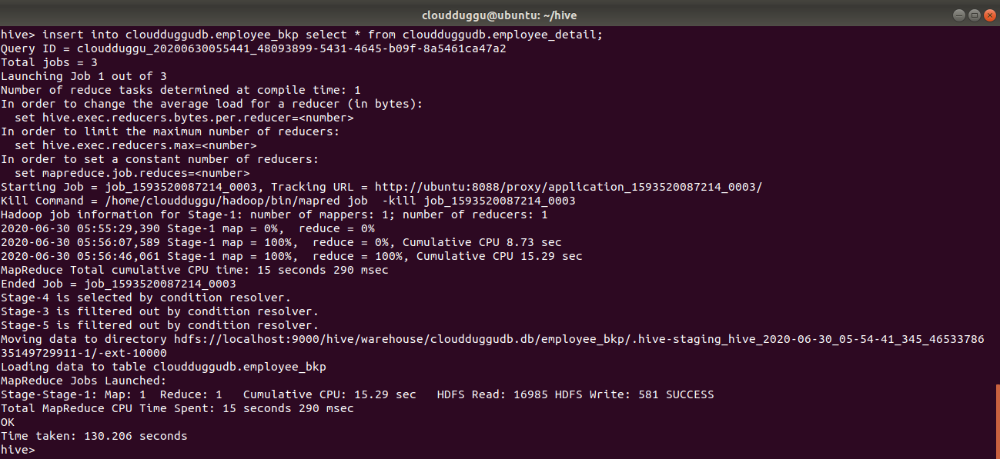 cloudduggu@ubuntu: ~/hive
hive> insert into cloudduggudb.employee_bkp select * from cloudduggudb.employee_detail;
Query ID = cloudduggu_20200630055441_48093899-5431-4645-b09f-8a5461ca47a2
Total jobs = 3
Launching Job 1 out of 3
Number of reduce tasks determined at compile time: 1
In order to change the average load for a reducer (in bytes):
  set hive.exec.reducers.bytes.per.reducer=<number>
In order to limit the maximum number of reducers:
  set hive.exec.reducers.max=<number>
In order to set a constant number of reducers:
  set mapreduce.job.reduces=<number>
Starting Job = job_1593520087214_0003, Tracking URL = http://ubuntu:8088/proxy/application_1593520087214_0003/
Kill Command = /home/cloudduggu/hadoop/bin/mapred job  -kill job_1593520087214_0003
Hadoop job information for Stage-1: number of mappers: 1; number of reducers: 1
2020-06-30 05:55:29,390 Stage-1 map = 0%,  reduce = 0%
2020-06-30 05:56:07,589 Stage-1 map = 100%,  reduce = 0%, Cumulative CPU 8.73 sec
2020-06-30 05:56:46,061 Stage-1 map = 100%,  reduce = 100%, Cumulative CPU 15.29 sec
MapReduce Total cumulative CPU time: 15 seconds 290 msec
Ended Job = job_1593520087214_0003
Stage-4 is selected by condition resolver.
Stage-3 is filtered out by condition resolver.
Stage-5 is filtered out by condition resolver.
Moving data to directory hdfs://localhost:9000/hive/warehouse/cloudduggudb.db/employee_bkp/.hive-staging_hive_2020-06-30_05-54-41_345_46533786
35149729911-1/-ext-10000
Loading data to table cloudduggudb.employee_bkp
MapReduce Jobs Launched:
Stage-Stage-1: Map: 1  Reduce: 1   Cumulative CPU: 15.29 sec   HDFS Read: 16985 HDFS Write: 581 SUCCESS
Total MapReduce CPU Time Spent: 15 seconds 290 msec
OK
Time taken: 130.206 seconds
hive>